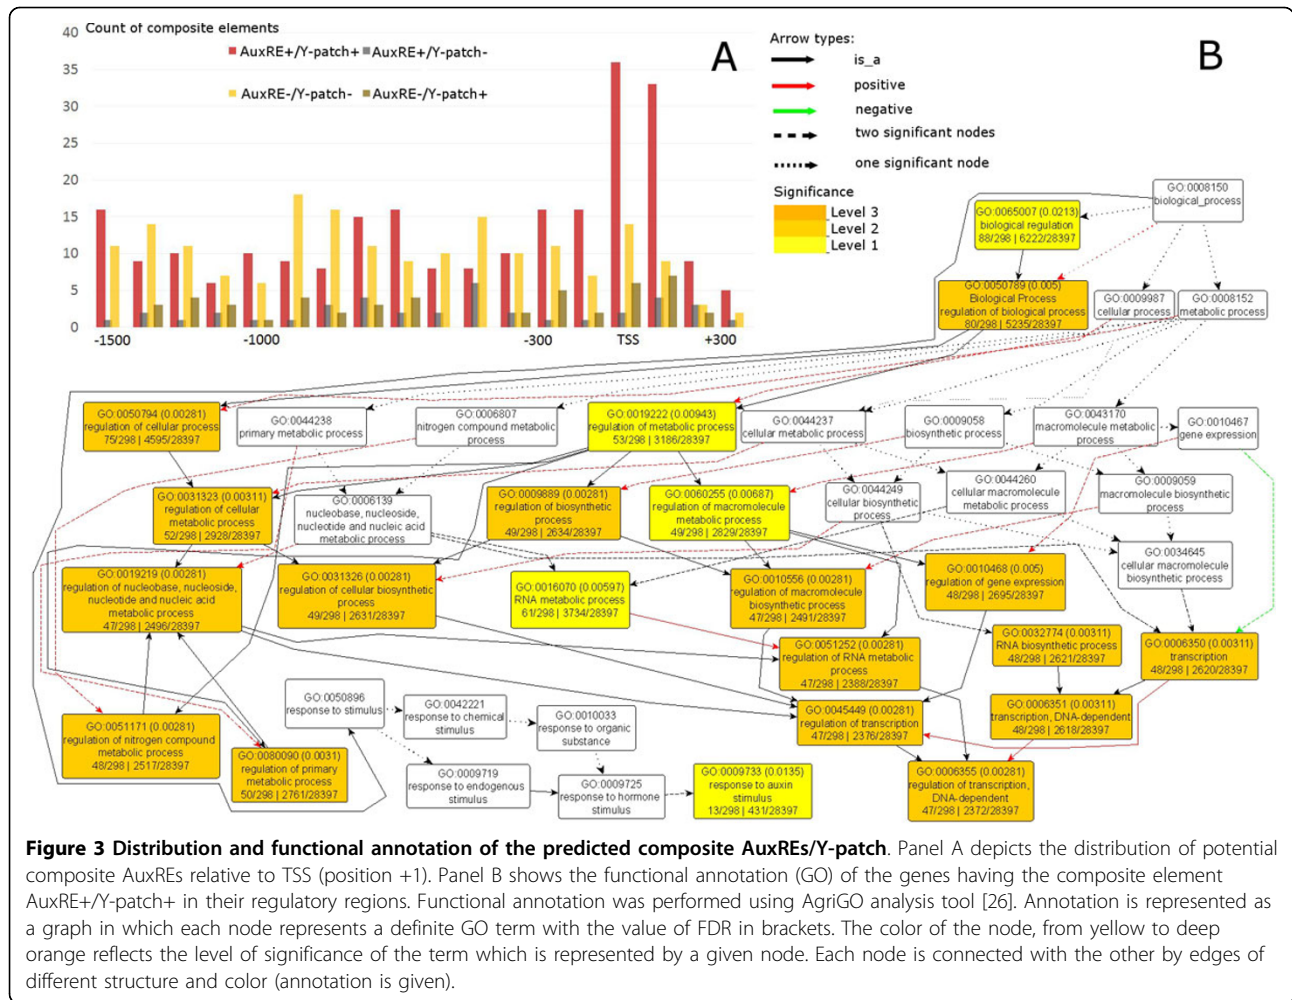 Count of composite elements
AuxRE+/Y-patch+ AuxRE+/Y-patch-
AuxRE-/Y-patch- AuxRE-/Y-patch+
A
40
35
30
25
20
15
10
5
0
-1500 -1000 -300 TSS +300
B
Arrow types:
is_a
positive
negative
two significant nodes
one significant node
Significance
Level 3
Level 2
Level 1
GO:0008150
biological_process
GO:0065007 (0.0213)
biological regulation
88/298 | 6222/28397
GO:0050789 (0.005)
Biological Process
regulation of biological process
80/298 | 5235/28397
GO:0009987
cellular process
GO:0008152
metabolic process
GO:0050794 (0.00281)
regulation of cellular process
75/298 | 4595/28397
GO:0044238
primary metabolic process
GO:0006807
nitrogen compound metabolic
process
GO:0019222 (0.00943)
regulation of metabolic process
53/298 | 3186/28397
GO:0044237
cellular metabolic process
GO:0009058
biosynthetic process
GO:0043170
macromolecule metabolic
process
GO:0010467
gene expression
GO:0031323 (0.00311)
regulation of cellular
metabolic process
52/298 | 2928/28397
GO:0006139
nucleobase, nucleoside,
nucleotide and nucleic acid
metabolic process
GO:0009889 (0.00281)
regulation of biosynthetic
process
49/298 | 2634/28397
GO:0060255 (0.00687)
regulation of macromolecule
metabolic process
49/298 | 2829/28397
GO:0044249
cellular biosynthetic
process
GO:0044260
cellular macromolecule
metabolic process
GO:0009059
macromolecule biosynthetic
process
GO:0034645
cellular macromolecule
biosynthetic process
GO:0019219 (0.00281)
regulation of nucleobase, nucleoside,
nucleotide and nucleic acid
metabolic process
47/298 | 2496/28397
GO:0031326 (0.00281)
regulation of cellular biosynthetic
process
49/298 | 2631/28397
GO:0016070 (0.00597)
RNA metabolic process
61/298 | 3734/28397
GO:0010556 (0.00281)
regulation of macromolecule
biosynthetic process
47/298 | 2491/28397
GO:0010468 (0.005)
regulation of gene expression
48/298 | 2695/28397
GO:0051252 (0.00281)
regulation of RNA metabolic
process
47/298 | 2388/28397
GO:0032774 (0.00311)
RNA biosynthetic process
48/298 | 2621/28397
GO:0006350 (0.00311)
transcription
48/298 | 2620/28397
GO:0051171 (0.00281)
regulation of nitrogen compound
metabolic process
48/298 | 2517/28397
GO:0080090 (0.0031)
regulation of primary
metabolic process
50/298 | 2761/28397
GO:0050896
response to stimulus
GO:0042221
response to chemical
stimulus
GO:0010033
response to organic
substance
GO:0009719
response to endogenous
stimulus
GO:0009725
response to hormone
stimulus
GO:0009733 (0.0135)
response to auxin
stimulus
13/298 | 431/28397
GO:0045449 (0.00281)
regulation of transcription
47/298 | 2376/28397
GO:0006351 (0.00311)
transcription, DNA-dependent
48/298 | 2618/28397
GO:0006355 (0.00281)
regulation of transcription,
DNA-dependent
47/298 | 2372/28397
Figure 3 Distribution and functional annotation of the predicted composite AuxREs/Y-patch. Panel A depicts the distribution of potential
composite AuxREs relative to TSS (position +1). Panel B shows the functional annotation (GO) of the genes having the composite element
AuxRE+/Y-patch+ in their regulatory regions. Functional annotation was performed using AgriGO analysis tool [26]. Annotation is represented as
a graph in which each node represents a definite GO term with the value of FDR in brackets. The color of the node, from yellow to deep
orange reflects the level of significance of the term which is represented by a given node. Each node is connected with the other by edges of
different structure and color (annotation is given).